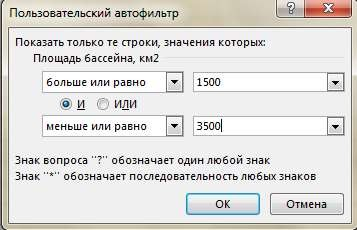 Пользовательский автофильтр
Показать только те строки, значения которых:
Площадь бассейна, км2
больше или равно 1500
И ИЛИ
меньше или равно 3500
Знак вопроса "?" обозначает один любой знак
Знак "*" обозначает последовательность любых знаков
ОК Отмена